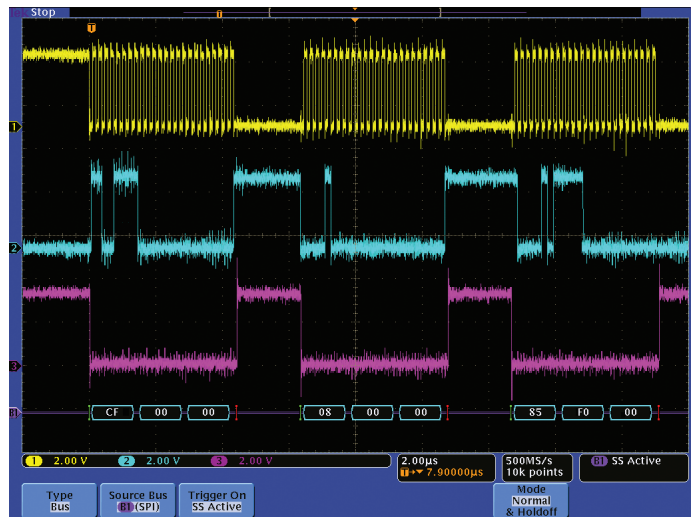 Stop
T
T
1
2
3
B1 CF 00 00 08 00 00 85 F0 00
1 2.00 V 2 2.00 V 3 2.00 V 2.00µs 500MS/s B1 SS Active
T→▼ 7.90000µs 10k points
Type Source Bus Trigger On Mode
Bus B1 (SPI) SS Active Normal
& Holdoff